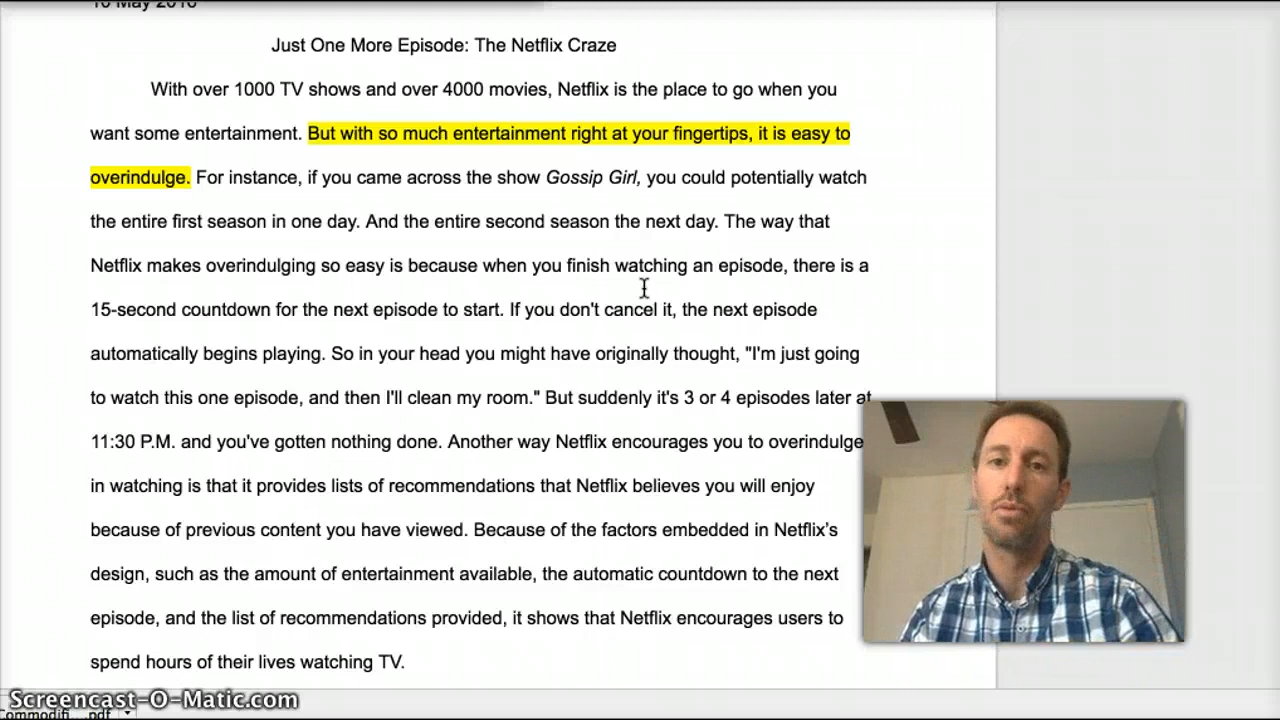 10 May 2016
Just One More Episode: The Netflix Craze
With over 1000 TV shows and over 4000 movies, Netflix is the place to go when you
want some entertainment. But with so much entertainment right at your fingertips, it is easy to
overindulge. For instance, if you came across the show Gossip Girl, you could potentially watch
the entire first season in one day. And the entire second season the next day. The way that
Netflix makes overindulging so easy is because when you finish watching an episode, there is a
15-second countdown for the next episode to start. If you don't cancel it, the next episode
automatically begins playing. So in your head you might have originally thought, "I'm just going
to watch this one episode, and then I'll clean my room." But suddenly it's 3 or 4 episodes later at
11:30 P.M. and you've gotten nothing done. Another way Netflix encourages you to overindulge
in watching is that it provides lists of recommendations that Netflix believes you will enjoy
because of previous content you have viewed. Because of the factors embedded in Netflix’s
design, such as the amount of entertainment available, the automatic countdown to the next
episode, and the list of recommendations provided, it shows that Netflix encourages users to
spend hours of their lives watching TV.
Screencast-O-Matic.com
Commodifi....pdf